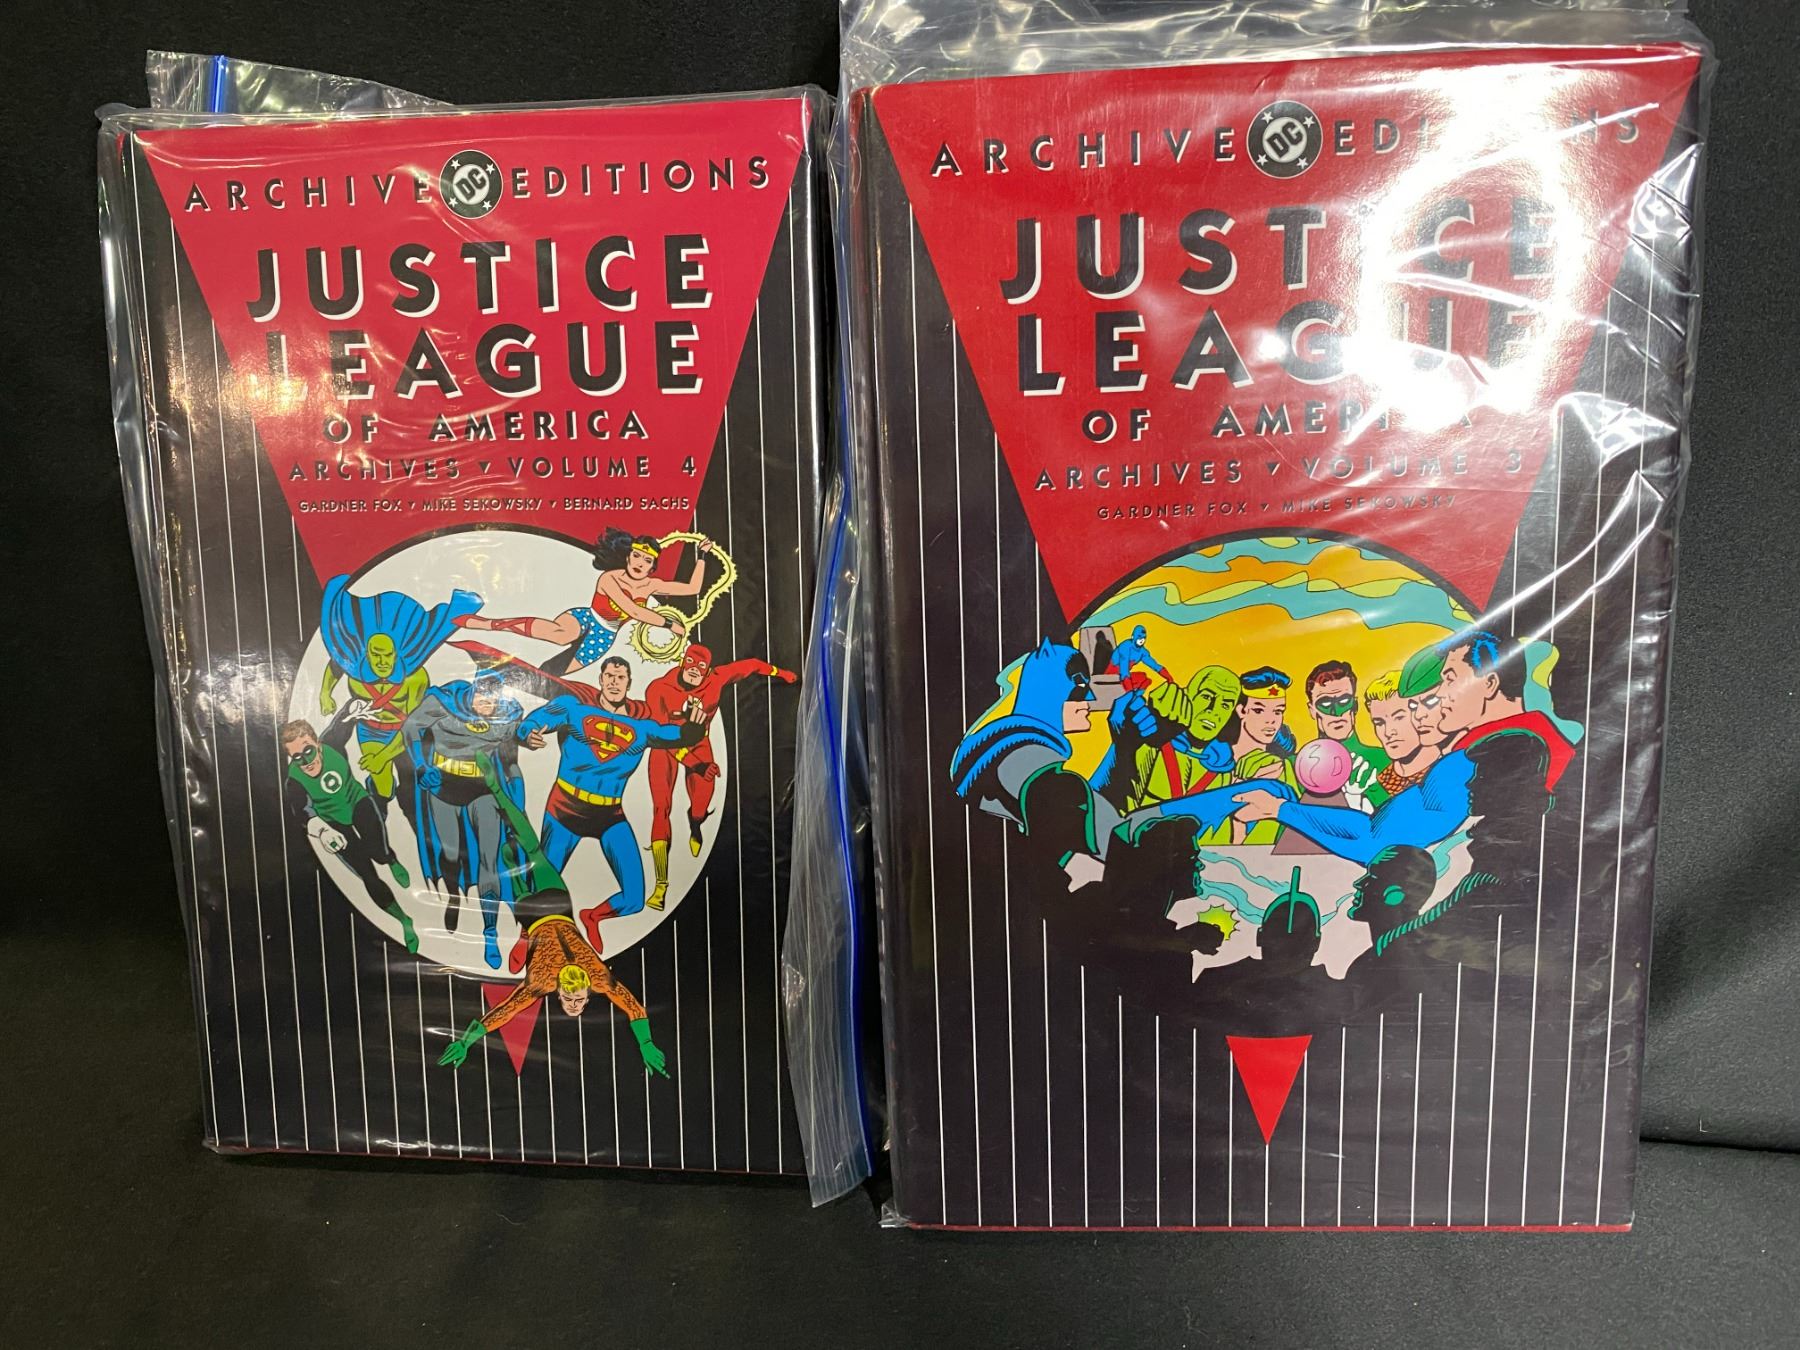 ARCHIVE DC EDITIONS
JUSTICE
LEAGUE
OF AMERICA
ARCHIVES ▼ VOLUME 4
GARDNER FOX ▼ MIKE SEKOWSKY ▼ BERNARD SACHS
ARCHIVE DC EDITIONS
JUSTICE
LEAGUE
OF AMERICA
ARCHIVES ▼ VOLUME 3
GARDNER FOX ▼ MIKE SEKOWSKY